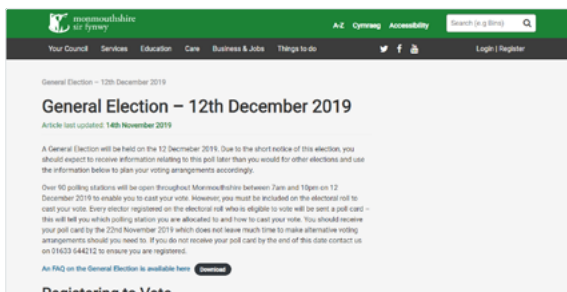 monmouthshire
sir fynwy
A-Z Cymraeg Accessibility Search (e.g Bins)
Your Council Services Education Care Business & Jobs Things to do Login | Register
General Election – 12th December 2019
General Election – 12th December 2019
Article last updated: 14th November 2019
A General Election will be held on the 12 Decmeber 2019. Due to the short notice of this election, you
should expect to receive information relating to this poll later than you would for other elections and use
the information below to plan your voting arrangements accordingly.
Over 90 polling stations will be open throughout Monmouthshire between 7am and 10pm on 12
December 2019 to enable you to cast your vote. However, you must be included on the electoral roll to
cast your vote. Every elector registered on the electoral roll who is eligible to vote will be sent a poll card –
this will tell you which polling station you are allocated to and how to cast your vote. You should receive
your poll card by the 22nd November 2019 which does not leave much time to make alternative voting
arrangements should you need to. If you do not receive your poll card by the end of this date contact us
on 01633 644212 to ensure you are registered.
An FAQ on the General Election is available here Download
Registering to Vote